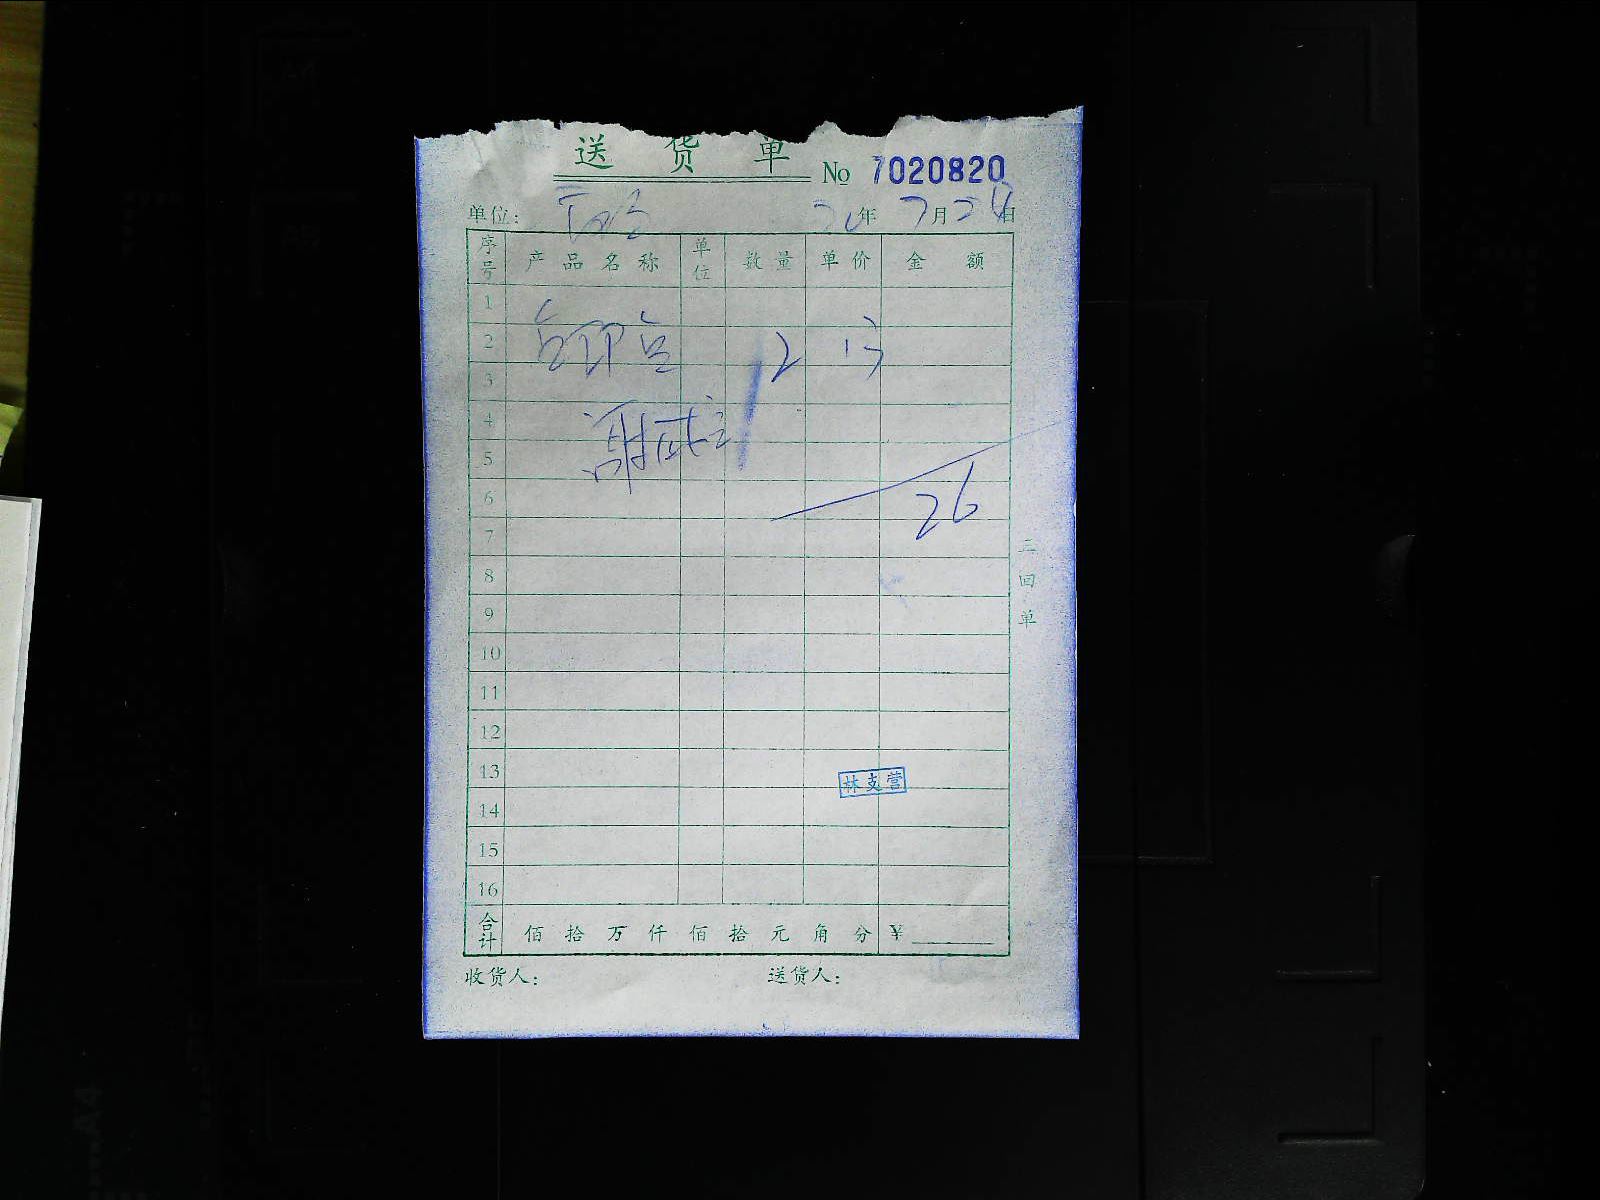 送 货 单
No 7020820
单位: 年 7月 日
序号 产品名称 单位 数量 单价 金额
1
2 2 13
3
4
5
6 26
7
8
9
10
11
12
13
林支营
14
15
16
合计 佰 拾 万 仟 佰 拾 元 角 分 ¥
收货人: 送货人:
三回单